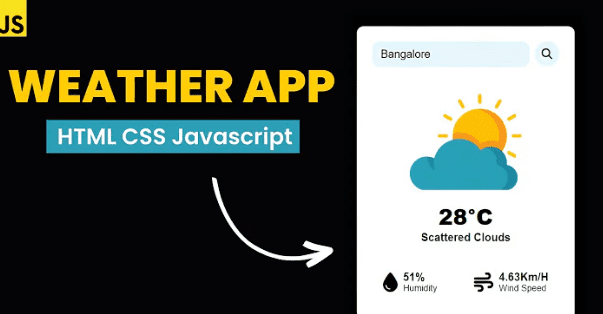 JS
WEATHER APP
HTML CSS Javascript
Bangalore
28°C
Scattered Clouds
51%
Humidity
4.63Km/H
Wind Speed